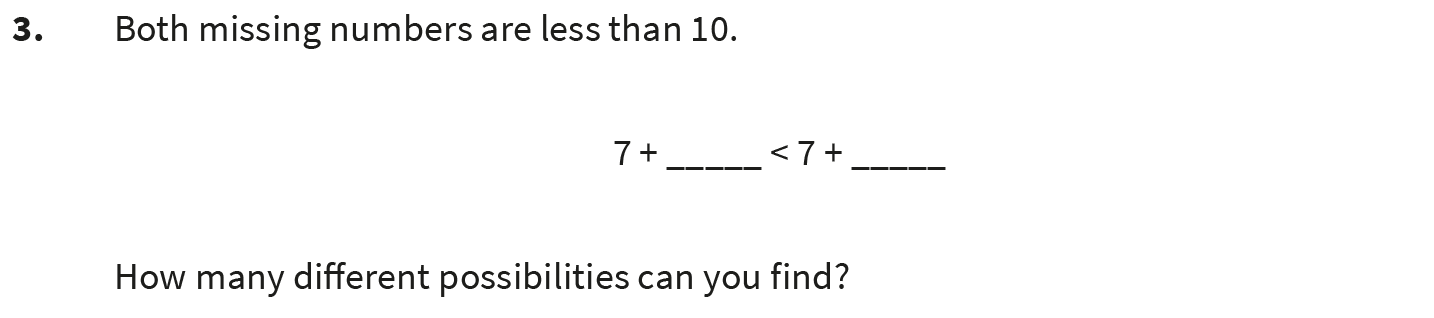 3. Both missing numbers are less than 10.
7 + _____ < 7 + _____
How many different possibilities can you find?